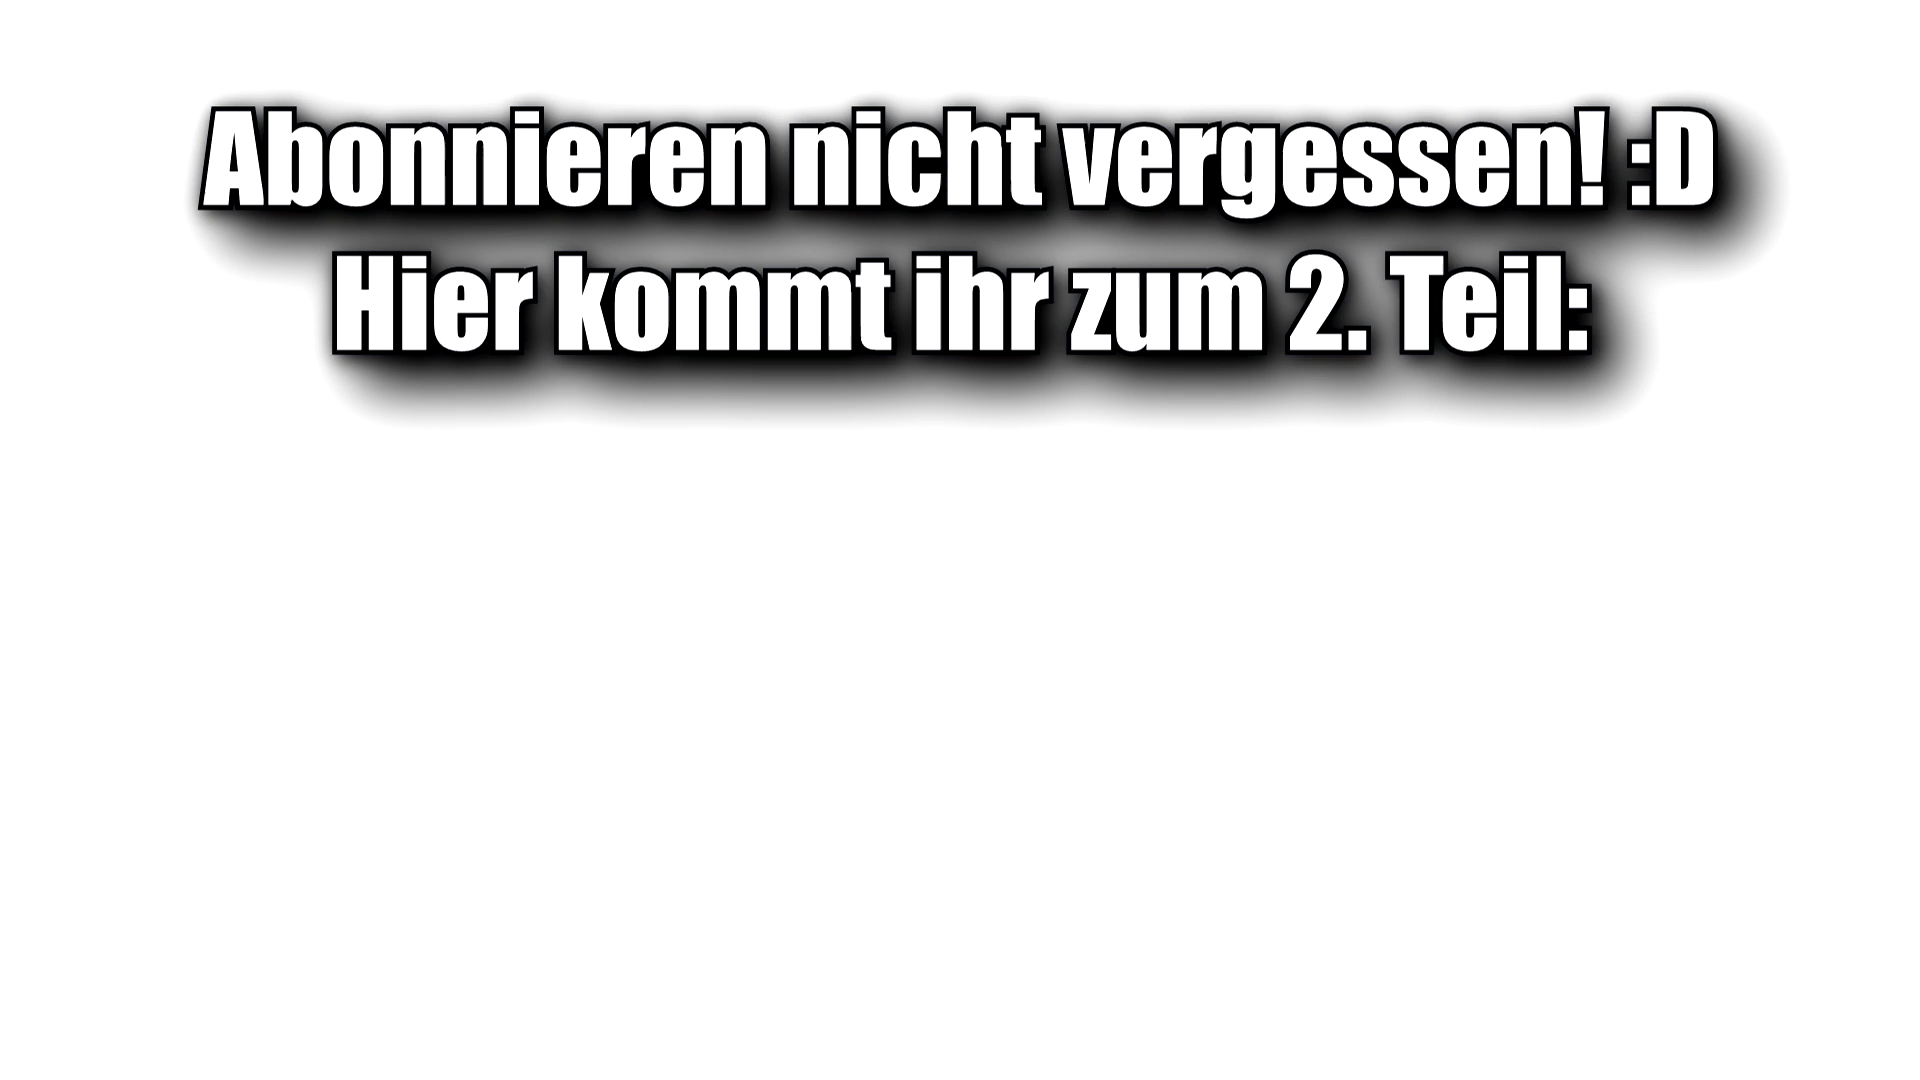 Abonnieren nicht vergessen! :D
Hier kommt ihr zum 2. Teil: